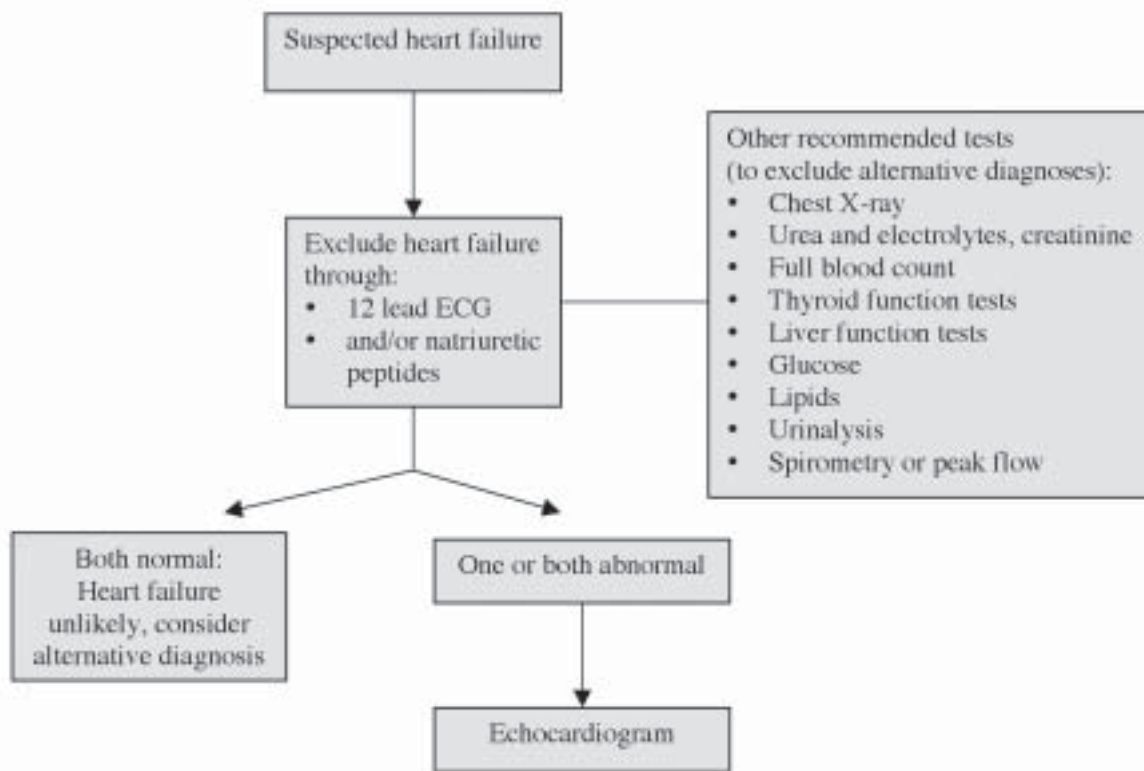 Suspected heart failure
Other recommended tests
(to exclude alternative diagnoses):
• Chest X-ray
• Urea and electrolytes, creatinine
• Full blood count
• Thyroid function tests
• Liver function tests
• Glucose
• Lipids
• Urinalysis
• Spirometry or peak flow
Exclude heart failure
through:
• 12 lead ECG
• and/or natriuretic
peptides
Both normal:
Heart failure
unlikely, consider
alternative diagnosis
One or both abnormal
Echocardiogram